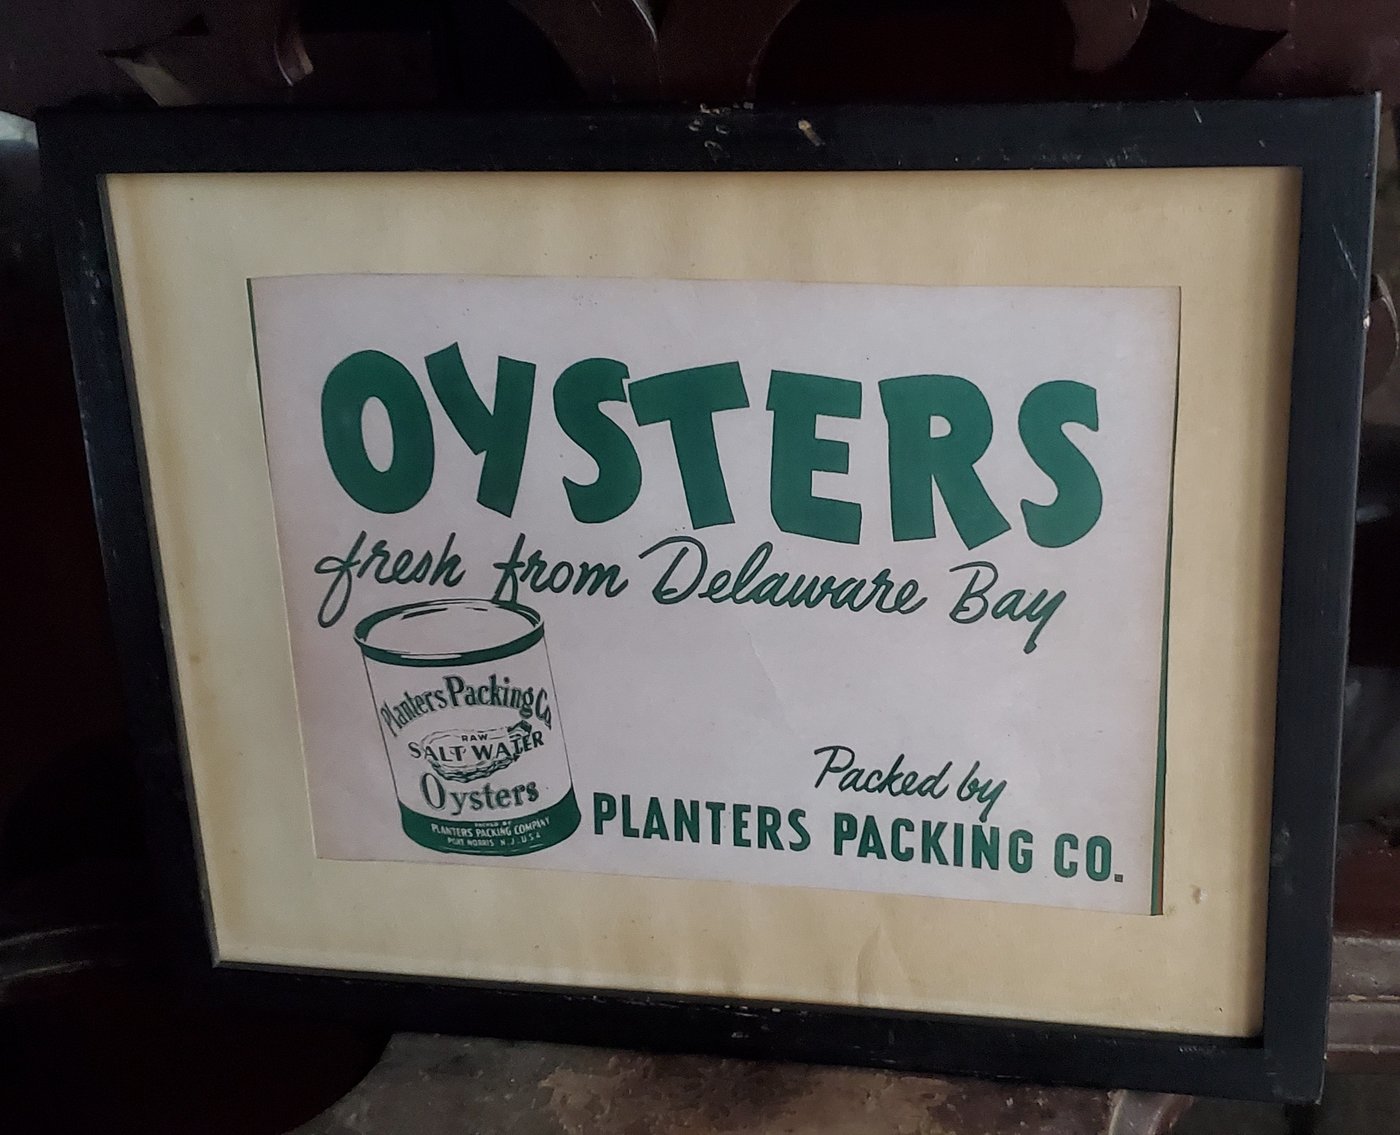 OYSTERS
fresh from Delaware Bay
Planters Packing Co.
RAW
SALT WATER
Oysters
PACKED BY
PLANTERS PACKING COMPANY
PORT NORRIS N.J. U.S.A
Packed by
PLANTERS PACKING CO.